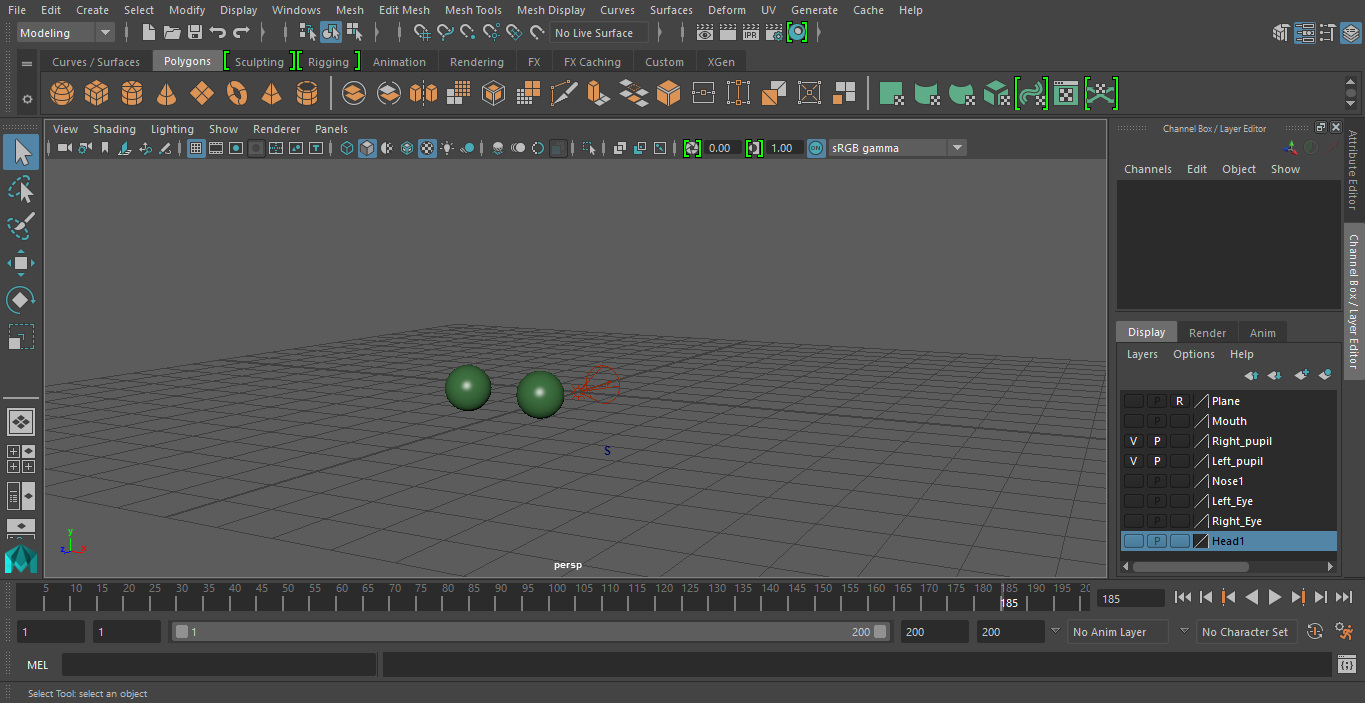 File Edit Create Select Modify Display Windows Mesh Edit Mesh Mesh Tools Mesh Display Curves Surfaces Deform UV Generate Cache Help
Modeling No Live Surface IPR
Curves / Surfaces Polygons Sculpting Rigging Animation Rendering FX FX Caching Custom XGen
View Shading Lighting Show Renderer Panels
0.00 1.00 ON sRGB gamma
Channel Box / Layer Editor
Channels Edit Object Show
Attribute Editor
Channel Box / Layer Editor
S
y
z x
persp
Display Render Anim
Layers Options Help
P R Plane
P Mouth
V P Right_pupil
V P Left_pupil
P Nose1
P Left_Eye
P Right_Eye
P Head1
5 10 15 20 25 30 35 40 45 50 55 60 65 70 75 80 85 90 95 100 105 110 115 120 125 130 135 140 145 150 155 160 165 170 175 180 185 190 195 20
185
185
1 1 1 200 200 200 No Anim Layer No Character Set
MEL
Select Tool: select an object